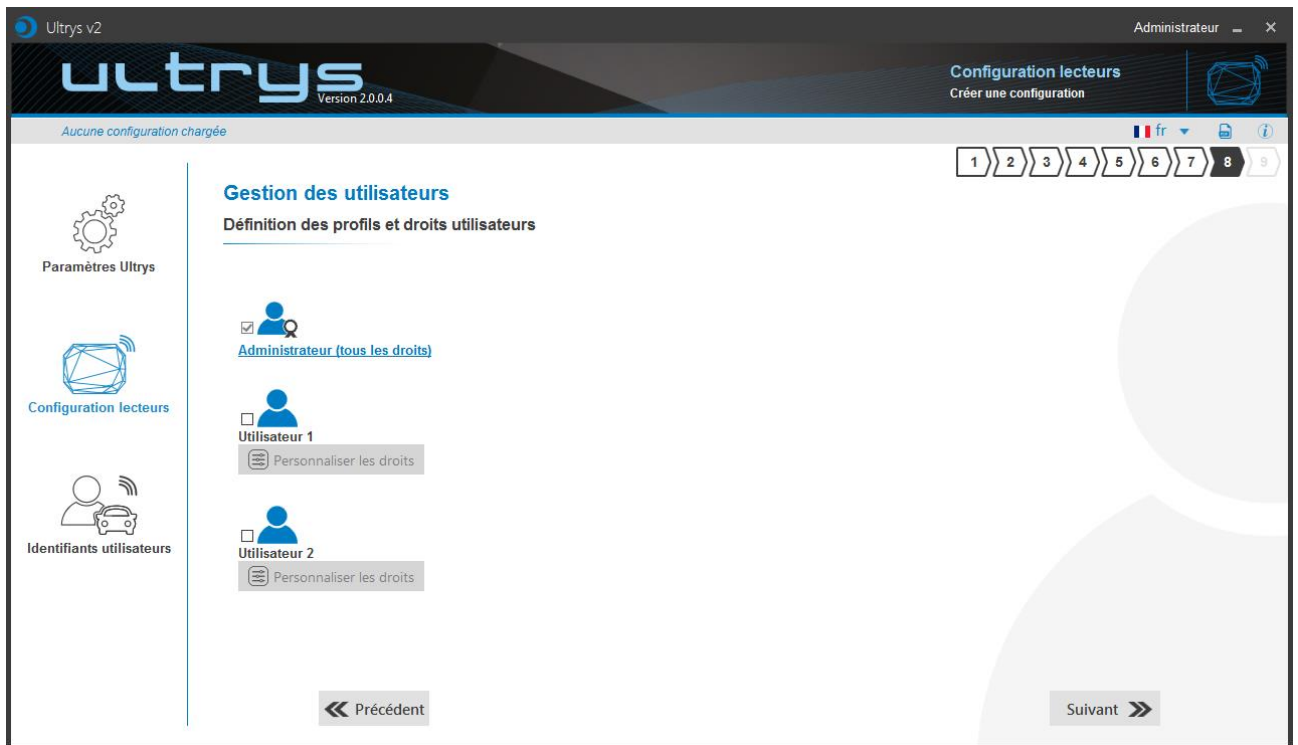 Ultrys v2
Administrateur
ultrys
Version 2.0.0.4
Configuration lecteurs
Créer une configuration
Aucune configuration chargée
fr
1 2 3 4 5 6 7 8 9
Gestion des utilisateurs
Définition des profils et droits utilisateurs
Paramètres Ultrys
Administrateur (tous les droits)
Configuration lecteurs
Utilisateur 1
Personnaliser les droits
Identifiants utilisateurs
Utilisateur 2
Personnaliser les droits
Précédent
Suivant